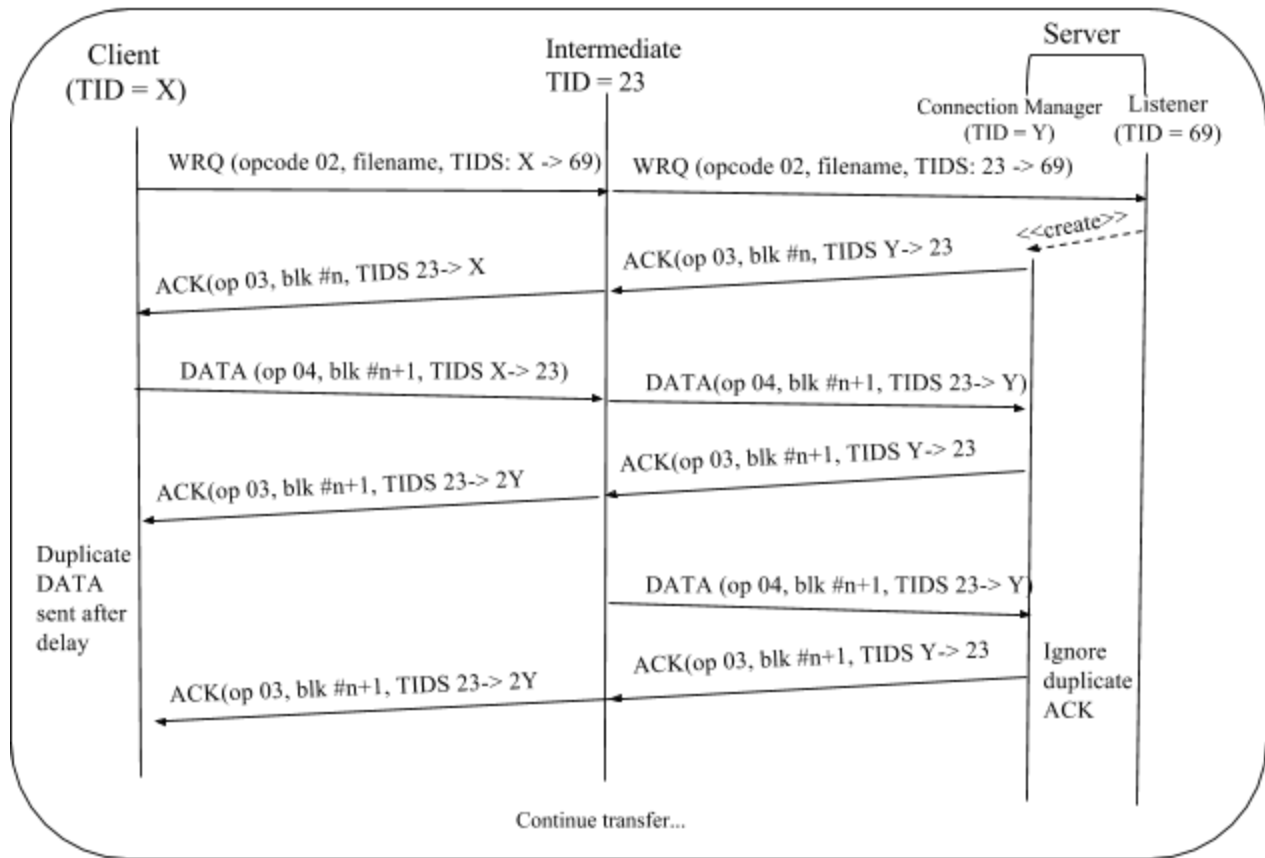 Client
(TID = X)
Intermediate
TID = 23
Server
Connection Manager
(TID = Y)
Listener
(TID = 69)
WRQ (opcode 02, filename, TIDS: X -> 69)
WRQ (opcode 02, filename, TIDS: 23 -> 69)
<<create>>
ACK(op 03, blk #n, TIDS Y-> 23
ACK(op 03, blk #n, TIDS 23-> X
DATA (op 04, blk #n+1, TIDS X-> 23)
DATA(op 04, blk #n+1, TIDS 23-> Y)
ACK(op 03, blk #n+1, TIDS Y-> 23
ACK(op 03, blk #n+1, TIDS 23-> 2Y
Duplicate
DATA
sent after
delay
DATA (op 04, blk #n+1, TIDS 23-> Y)
ACK(op 03, blk #n+1, TIDS Y-> 23
ACK(op 03, blk #n+1, TIDS 23-> 2Y
Ignore
duplicate
ACK
Continue transfer...